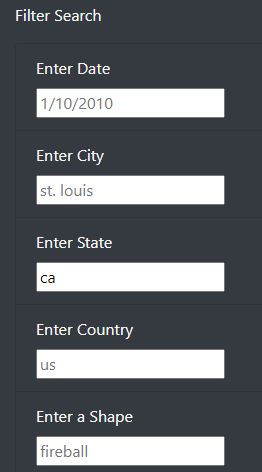 Filter Search
Enter Date
1/10/2010
Enter City
st. louis
Enter State
ca
Enter Country
us
Enter a Shape
fireball